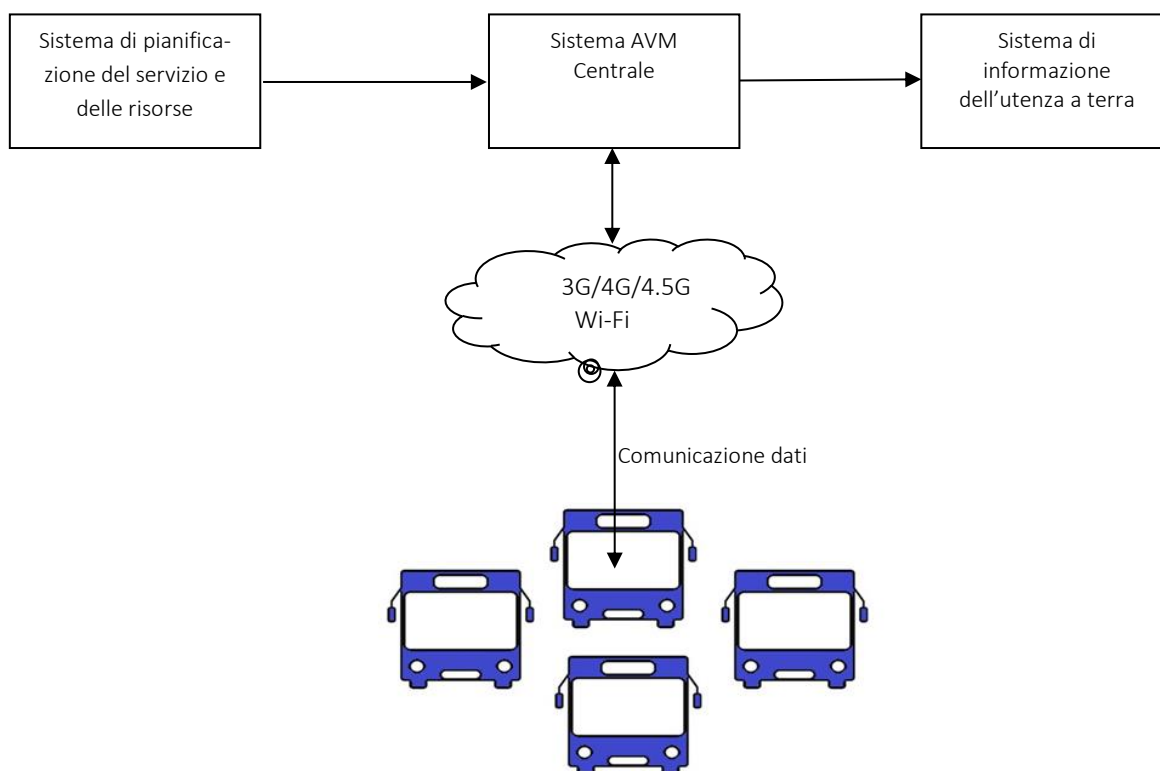 Sistema di pianifica-
zione del servizio e
delle risorse
Sistema AVM
Centrale
Sistema di
informazione
dell’utenza a terra
3G/4G/4.5G
Wi-Fi
Comunicazione dati